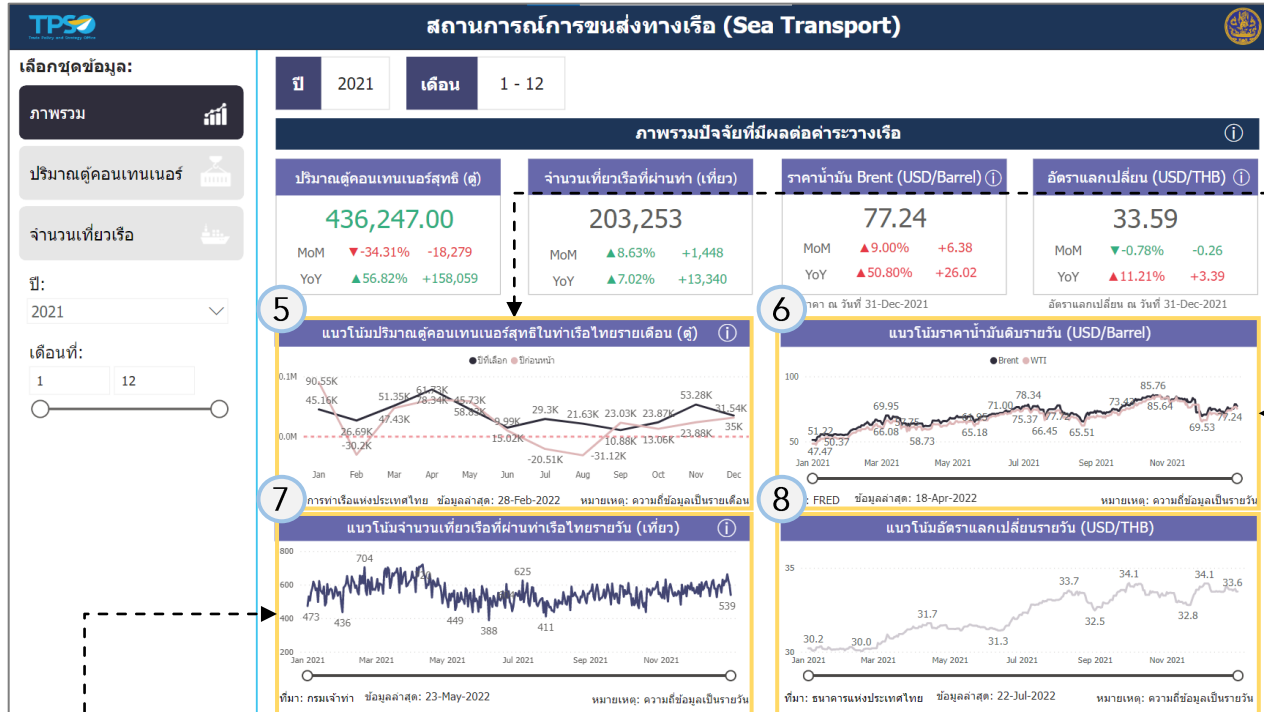 TPSO
Trade Policy and Strategy Office
สถานการณ์การขนส่งทางเรือ (Sea Transport)
เลือกชุดข้อมูล:
ภาพรวม
ปริมาณตู้คอนเทนเนอร์
จำนวนเที่ยวเรือ
ปี:
2021
เดือนที่:
1 12
ปี 2021 เดือน 1 - 12
ภาพรวมปัจจัยที่มีผลต่อค่าระวางเรือ
ปริมาณตู้คอนเทนเนอร์สุทธิ (ตู้)
436,247.00
MoM ▼-34.31% -18,279
YoY ▲56.82% +158,059
จำนวนเที่ยวเรือที่ผ่านท่า (เที่ยว)
203,253
MoM ▲8.63% +1,448
YoY ▲7.02% +13,340
ราคาน้ำมัน Brent (USD/Barrel)
77.24
MoM ▲9.00% +6.38
YoY ▲50.80% +26.02
ณ วันที่ 31-Dec-2021
อัตราแลกเปลี่ยน (USD/THB)
33.59
MoM ▼-0.78% -0.26
YoY ▲11.21% +3.39
อัตราแลกเปลี่ยน ณ วันที่ 31-Dec-2021
5
แนวโน้มปริมาณตู้คอนเทนเนอร์สุทธิในท่าเรือไทยรายเดือน (ตู้)
ปีที่เลือก ปีก่อนหน้า
0.1M
90.55K
45.16K
26.69K
-30.2K
51.35K
47.43K
61.73K
78.34K
45.73K
58.83K
9.99K
15.02K
29.3K
-20.51K
21.63K
-31.12K
23.03K
10.88K
23.87K
13.06K
53.28K
23.88K
31.54K
35K
0.0M
Jan Feb Mar Apr May Jun Jul Aug Sep Oct Nov Dec
การท่าเรือแห่งประเทศไทย ข้อมูลล่าสุด: 28-Feb-2022 หมายเหตุ: ความถี่ข้อมูลเป็นรายเดือน
6
แนวโน้มราคาน้ำมันดิบรายวัน (USD/Barrel)
Brent WTI
100
50
51.22
50.37
47.47
69.95
66.08
58.73
65.18
71.00
78.34
75.37
77.72
66.45
65.51
73.47
85.76
85.64
69.53
77.24
Jan 2021 Mar 2021 May 2021 Jul 2021 Sep 2021 Nov 2021
: FRED ข้อมูลล่าสุด: 18-Apr-2022 หมายเหตุ: ความถี่ข้อมูลเป็นรายวัน
7
แนวโน้มจำนวนเที่ยวเรือที่ผ่านท่าเรือไทยรายวัน (เที่ยว)
800
600
400
200
473
436
704
449
388
625
411
539
Jan 2021 Mar 2021 May 2021 Jul 2021 Sep 2021 Nov 2021
ที่มา: กรมเจ้าท่า ข้อมูลล่าสุด: 23-May-2022 หมายเหตุ: ความถี่ข้อมูลเป็นรายวัน
8
แนวโน้มอัตราแลกเปลี่ยนรายวัน (USD/THB)
35
30
30.2
30.0
31.7
31.3
33.7
32.5
34.1
32.8
34.1
33.6
Jan 2021 Mar 2021 May 2021 Jul 2021 Sep 2021 Nov 2021
ที่มา: ธนาคารแห่งประเทศไทย ข้อมูลล่าสุด: 22-Jul-2022 หมายเหตุ: ความถี่ข้อมูลเป็นรายวัน